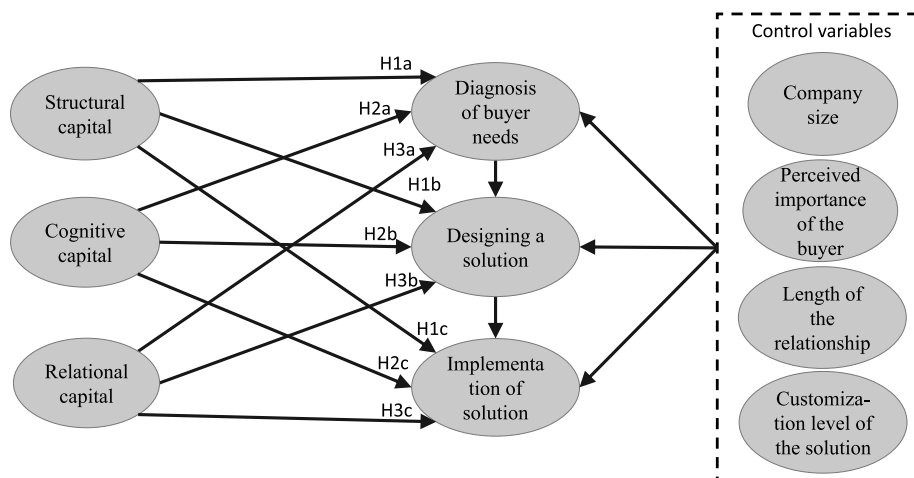 Control variables
H1a
Structural
capital
H2a
Diagnosis
of buyer
needs
Company
size
H3a
H1b
Perceived
importance
of the
buyer
Cognitive
capital
H2b
Designing a
solution
H3b
Length of
the
relationship
H1c
Relational
capital
H2c
Implementa
tion of
solution
H3c
Customiza-
tion level of
the solution